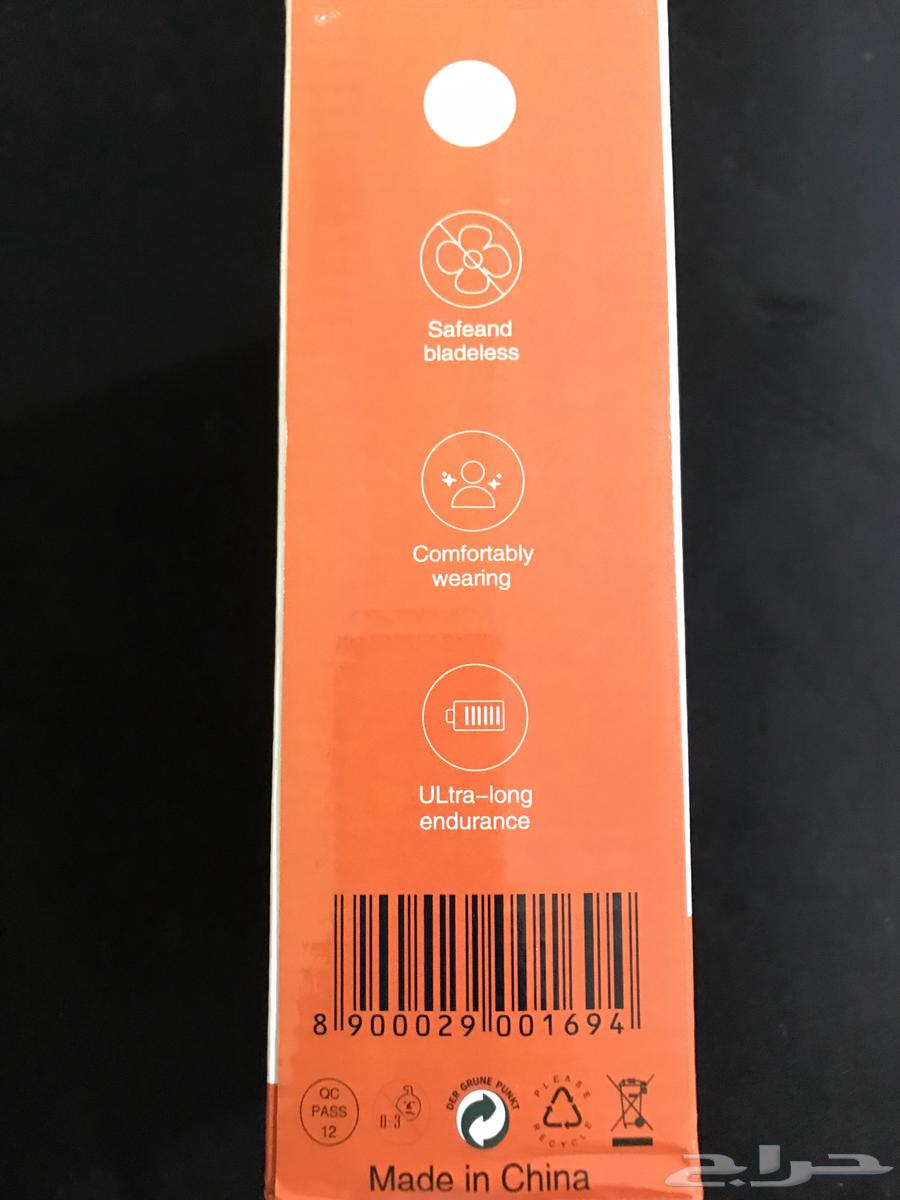 Safeand
bladeless
Comfortably
wearing
ULtra-long
endurance
8 900029 001694
QC
PASS
12
0-3
DER GRÜNE PUNKT
PLEASE
RECYCLE
Made in China
حراج